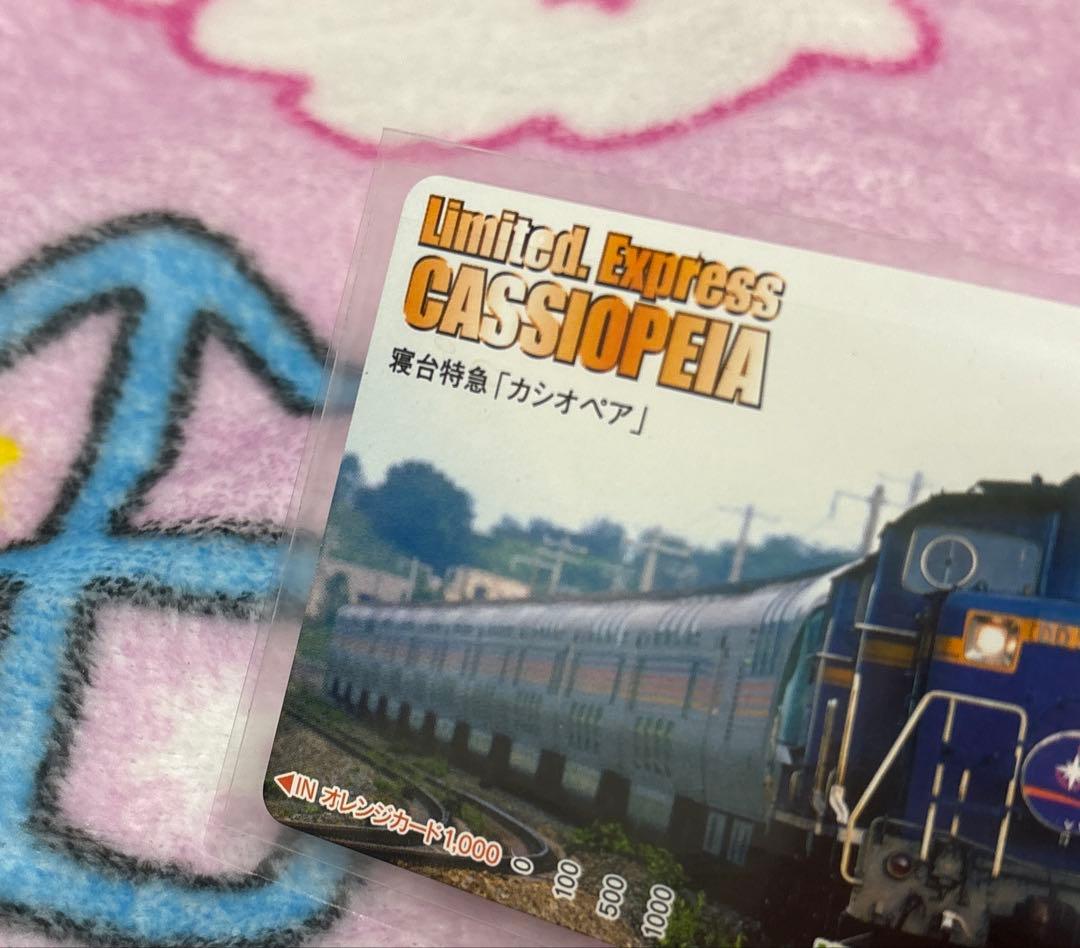 Limited. Express
CASSIOPEIA
寝台特急「カシオペア」
◀IN オレンジカード1,000
0
100
500
1000